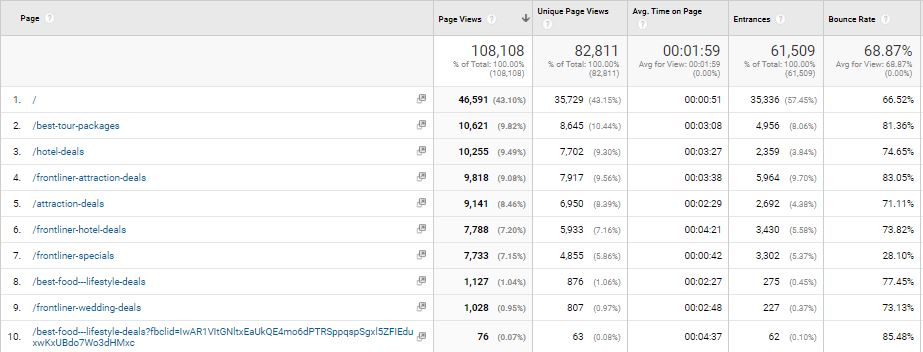 Page Page Views Unique Page Views Avg. Time on Page Entrances Bounce Rate
108,108 82,811 00:01:59 61,509 68.87%
% of Total: 100.00% % of Total: 100.00% Avg for View: 00:01:59 % of Total: 100.00% Avg for View: 68.87%
(108,108) (82,811) (0.00%) (61,509) (0.00%)
1. / 46,591 (43.10%) 35,729 (43.15%) 00:00:51 35,336 (57.45%) 66.52%
2. /best-tour-packages 10,621 (9.82%) 8,645 (10.44%) 00:03:08 4,956 (8.06%) 81.36%
3. /hotel-deals 10,255 (9.49%) 7,702 (9.30%) 00:03:27 2,359 (3.84%) 74.65%
4. /frontliner-attraction-deals 9,818 (9.08%) 7,917 (9.56%) 00:03:38 5,964 (9.70%) 83.05%
5. /attraction-deals 9,141 (8.46%) 6,950 (8.39%) 00:02:29 2,692 (4.38%) 71.11%
6. /frontliner-hotel-deals 7,788 (7.20%) 5,933 (7.16%) 00:04:21 3,430 (5.58%) 73.82%
7. /frontliner-specials 7,733 (7.15%) 4,855 (5.86%) 00:00:42 3,302 (5.37%) 28.10%
8. /best-food---lifestyle-deals 1,127 (1.04%) 876 (1.06%) 00:02:27 275 (0.45%) 77.45%
9. /frontliner-wedding-deals 1,028 (0.95%) 807 (0.97%) 00:02:48 227 (0.37%) 73.13%
10. /best-food---lifestyle-deals?fbclid=IwAR1VItGNltxEaUkQE4mo6dPTRSppqspSgxl5ZFIEdu
xwKxUBdo7Wo3dHMxc 76 (0.07%) 63 (0.08%) 00:04:37 62 (0.10%) 85.48%